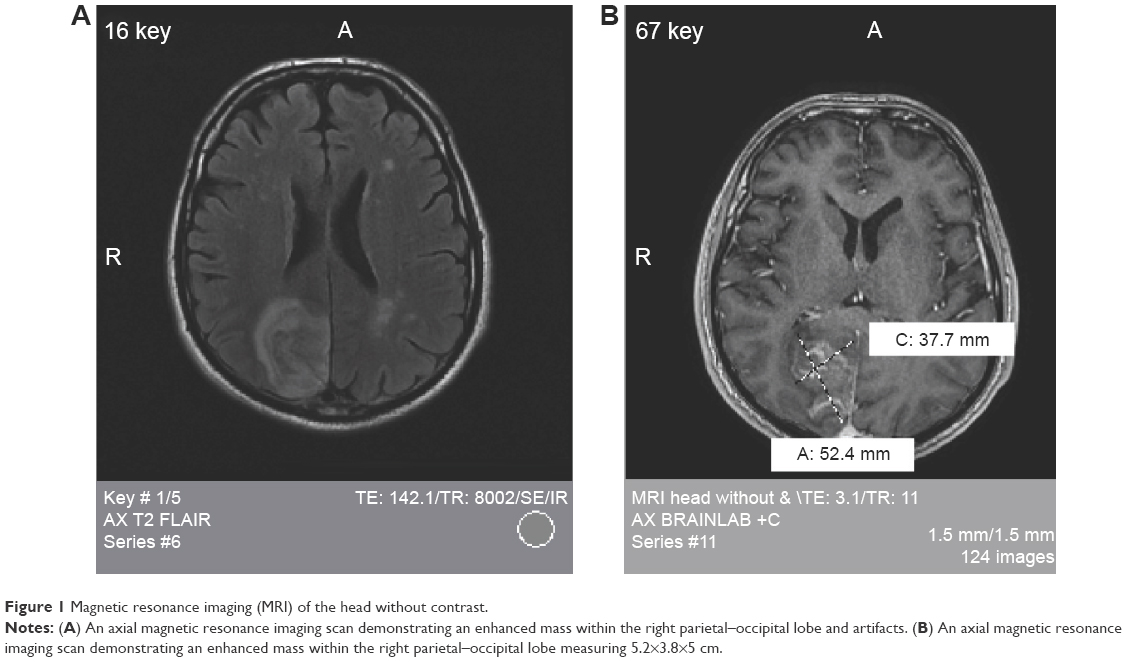 A
16 key
A
R
Key # 1/5
TE: 142.1/TR: 8002/SE/IR
AX T2 FLAIR
Series #6
B
67 key
A
R
C: 37.7 mm
A: 52.4 mm
MRI head without & \TE: 3.1/TR: 11
AX BRAINLAB +C
Series #11
1.5 mm/1.5 mm
124 images
Figure 1 Magnetic resonance imaging (MRI) of the head without contrast.
Notes: (A) An axial magnetic resonance imaging scan demonstrating an enhanced mass within the right parietal–occipital lobe and artifacts. (B) An axial magnetic resonance
imaging scan demonstrating an enhanced mass within the right parietal–occipital lobe measuring 5.2×3.8×5 cm.